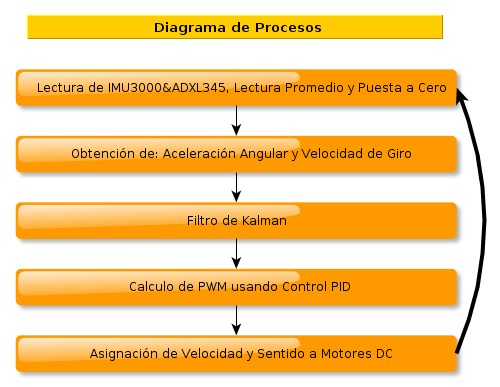 Diagrama de Procesos
Lectura de IMU3000&ADXL345, Lectura Promedio y Puesta a Cero
Obtención de: Aceleración Angular y Velocidad de Giro
Filtro de Kalman
Calculo de PWM usando Control PID
Asignación de Velocidad y Sentido a Motores DC